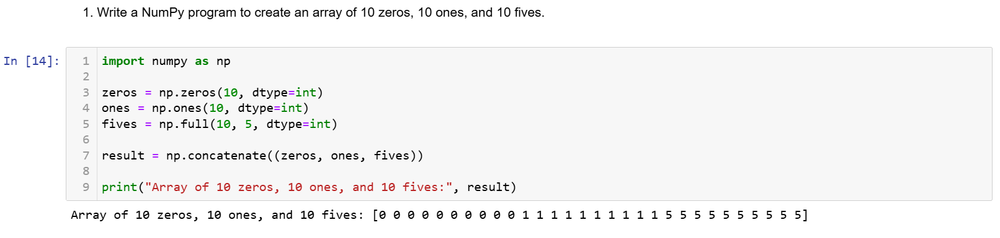 1. Write a NumPy program to create an array of 10 zeros, 10 ones, and 10 fives.
In [14]:
1 import numpy as np
2
3 zeros = np.zeros(10, dtype=int)
4 ones = np.ones(10, dtype=int)
5 fives = np.full(10, 5, dtype=int)
6
7 result = np.concatenate((zeros, ones, fives))
8
9 print("Array of 10 zeros, 10 ones, and 10 fives:", result)
Array of 10 zeros, 10 ones, and 10 fives: [0 0 0 0 0 0 0 0 0 0 1 1 1 1 1 1 1 1 1 1 5 5 5 5 5 5 5 5 5 5]